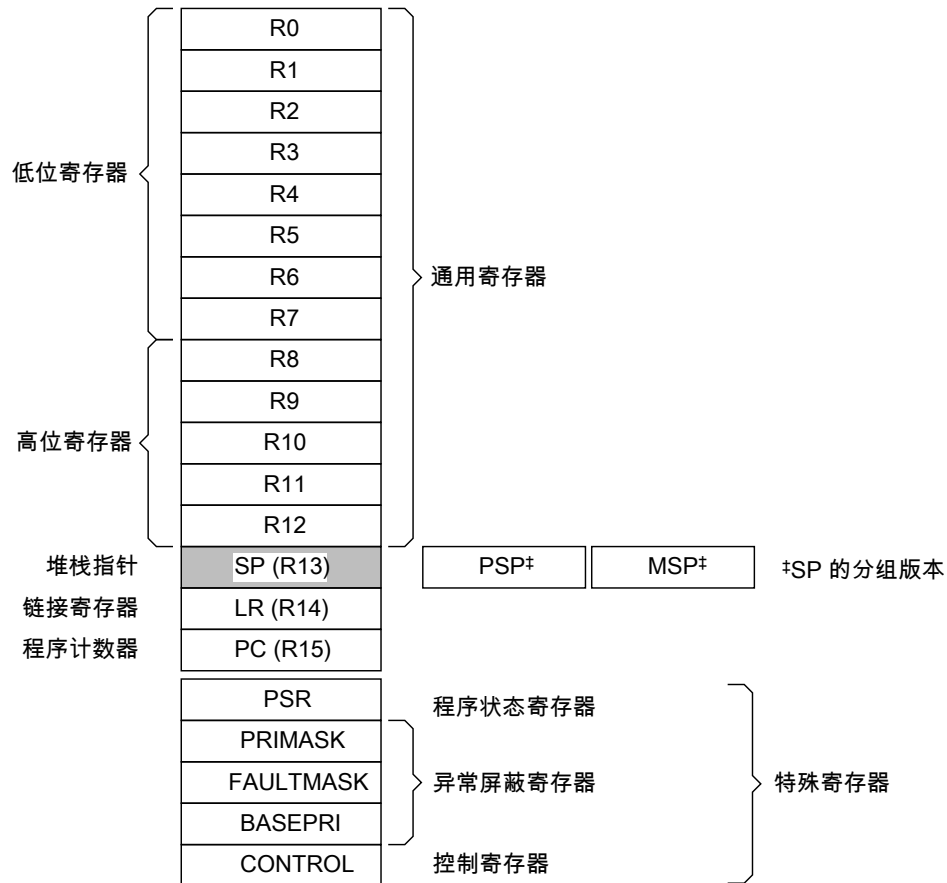 R0
R1
R2
R3
低位寄存器
R4
R5
R6
通用寄存器
R7
R8
R9
高位寄存器
R10
R11
R12
堆栈指针 SP (R13) PSP‡ MSP‡ ‡SP 的分组版本
链接寄存器 LR (R14)
程序计数器 PC (R15)
PSR 程序状态寄存器
PRIMASK
FAULTMASK 异常屏蔽寄存器 特殊寄存器
BASEPRI
CONTROL 控制寄存器